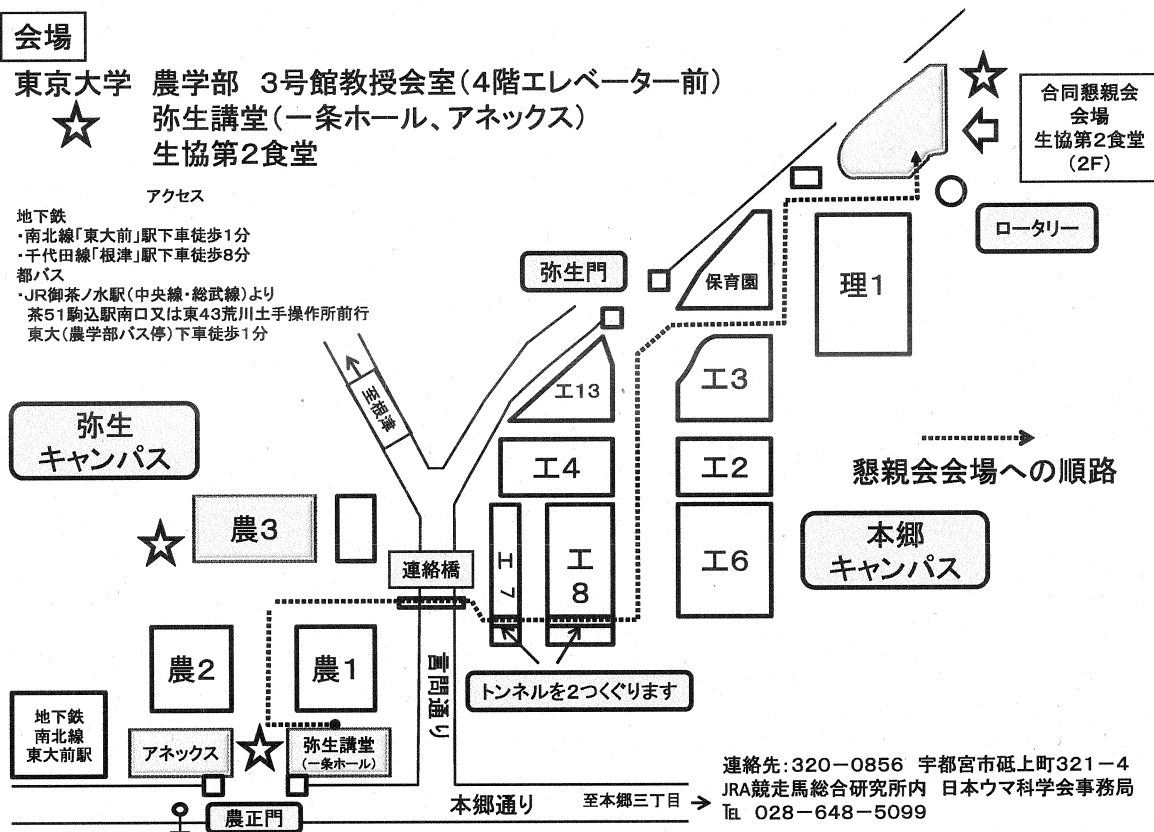 会場
東京大学　農学部　3号館教授会室(4階エレベーター前)
弥生講堂(一条ホール、アネックス)
生協第2食堂
アクセス
地下鉄
・南北線「東大前」駅下車徒歩1分
・千代田線「根津」駅下車徒歩8分
都バス
・JR御茶ノ水駅(中央線・総武線)より
茶51駒込駅南口又は東43荒川土手操作所前行
東大(農学部バス停)下車徒歩1分
合同懇親会
会場
生協第2食堂
(2F)
ロータリー
弥生門
保育園
理1
至根津
工13
工3
弥生
キャンパス
工4
工2
懇親会会場への順路
農3
連絡橋
工7
工8
工6
本郷
キャンパス
農2
農1
言問通り
トンネルを2つくぐります
地下鉄
南北線
東大前駅
アネックス
弥生講堂
(一条ホール)
本郷通り
至本郷三丁目
農正門
連絡先:320－0856　宇都宮市砥上町321－4
JRA競走馬総合研究所内　日本ウマ科学会事務局
℡ 028－648－5099